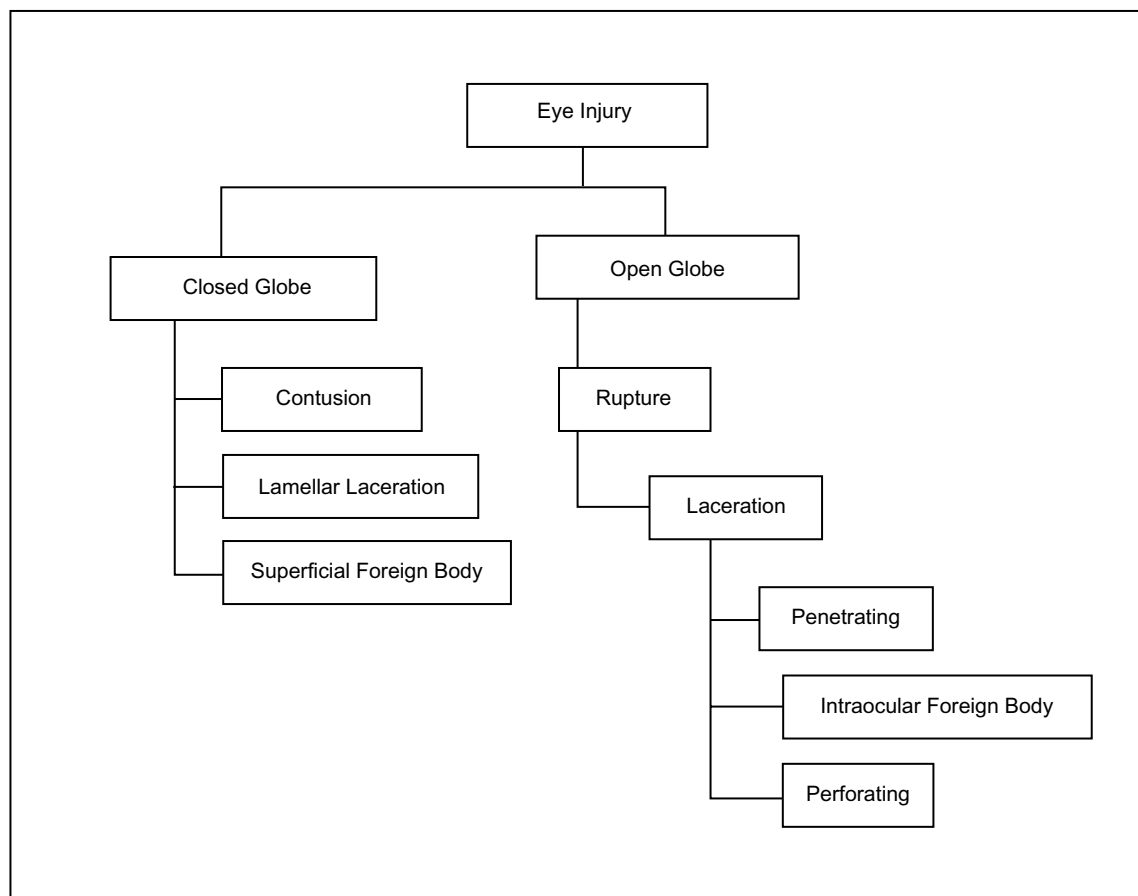 Eye Injury
Closed Globe
Open Globe
Contusion
Rupture
Lamellar Laceration
Laceration
Superficial Foreign Body
Penetrating
Intraocular Foreign Body
Perforating